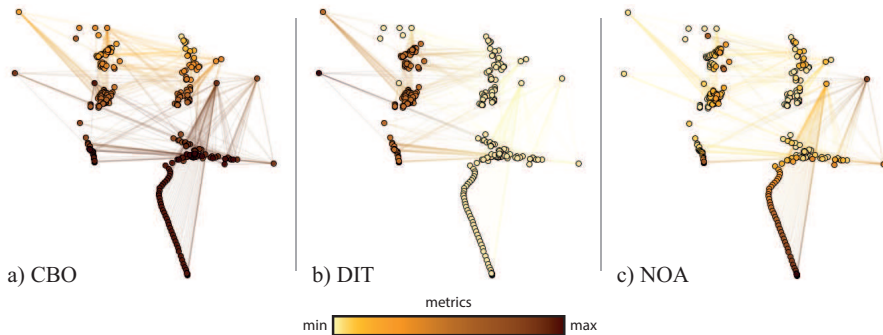 a) CBO
b) DIT
c) NOA
metrics
min
max